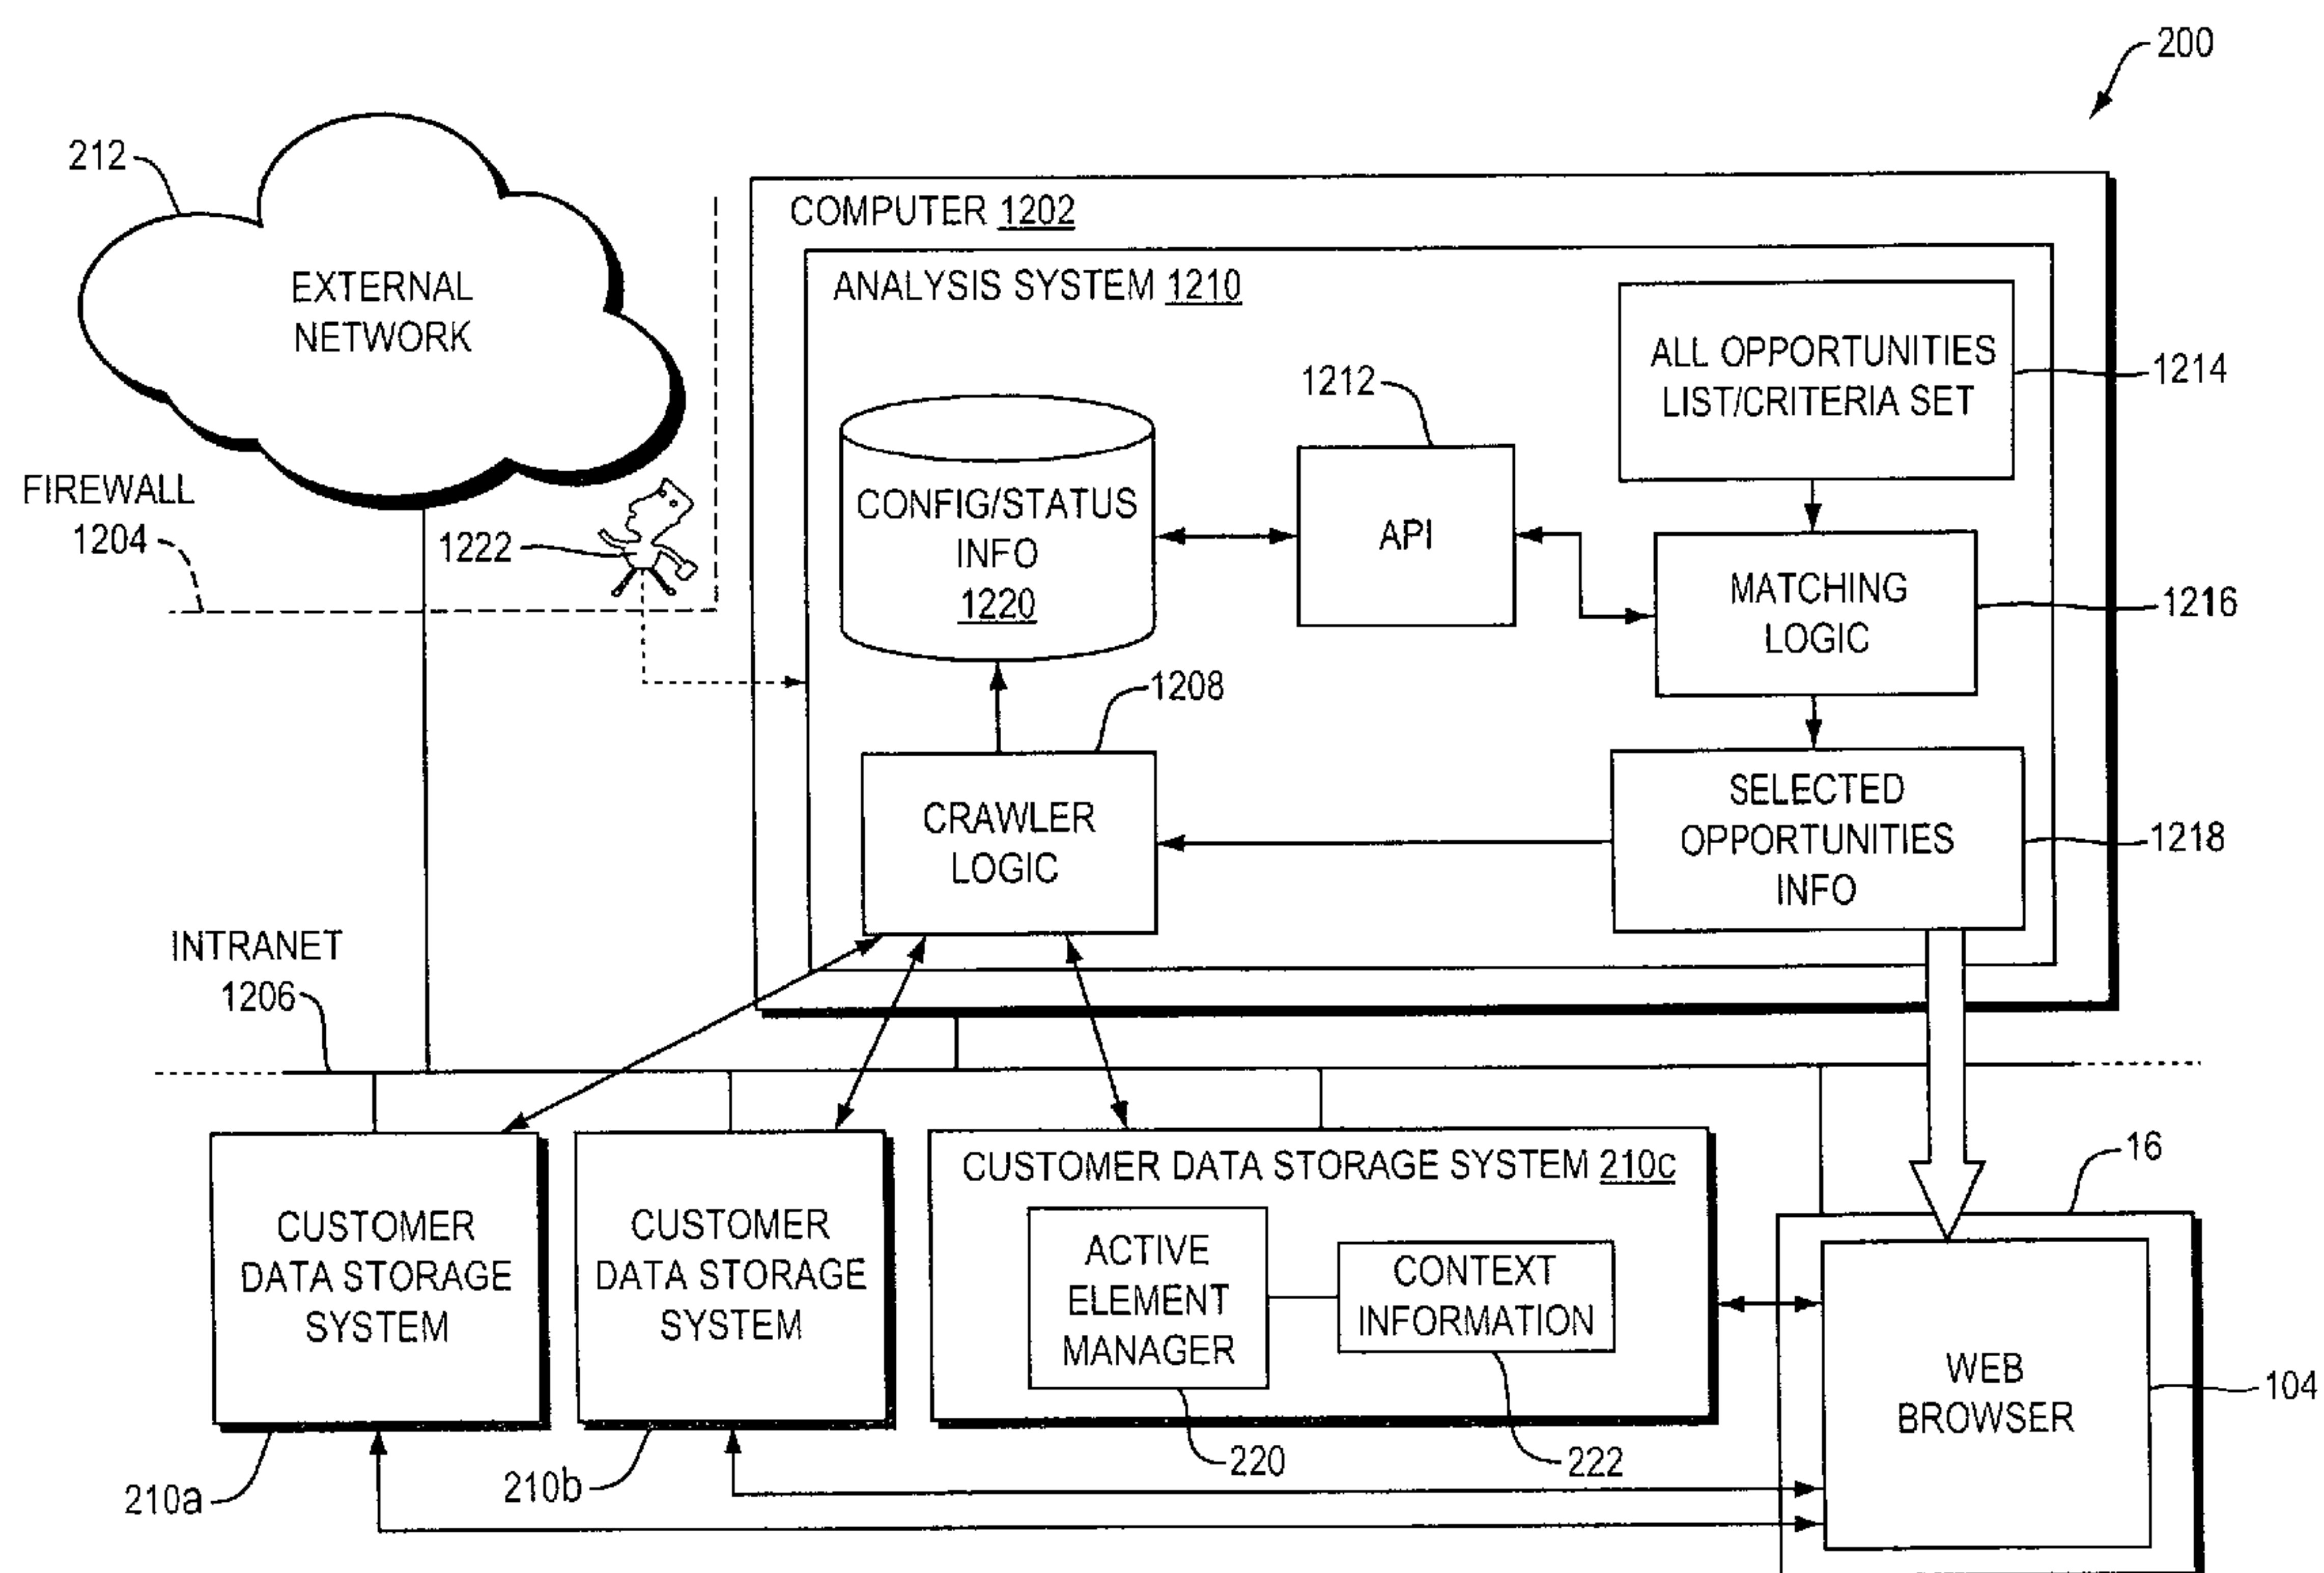 200
212
EXTERNAL
NETWORK
COMPUTER 1202
ANALYSIS SYSTEM 1210
ALL OPPORTUNITIES
LIST/CRITERIA SET
1214
1212
FIREWALL
1204
1222
CONFIG/STATUS
INFO
1220
API
MATCHING
LOGIC
1216
1208
CRAWLER
LOGIC
SELECTED
OPPORTUNITIES
INFO
1218
INTRANET
1206
16
CUSTOMER
DATA STORAGE
SYSTEM
CUSTOMER
DATA STORAGE
SYSTEM
CUSTOMER DATA STORAGE SYSTEM 210c
ACTIVE
ELEMENT
MANAGER
CONTEXT
INFORMATION
WEB
BROWSER
104
210a
210b
220
222